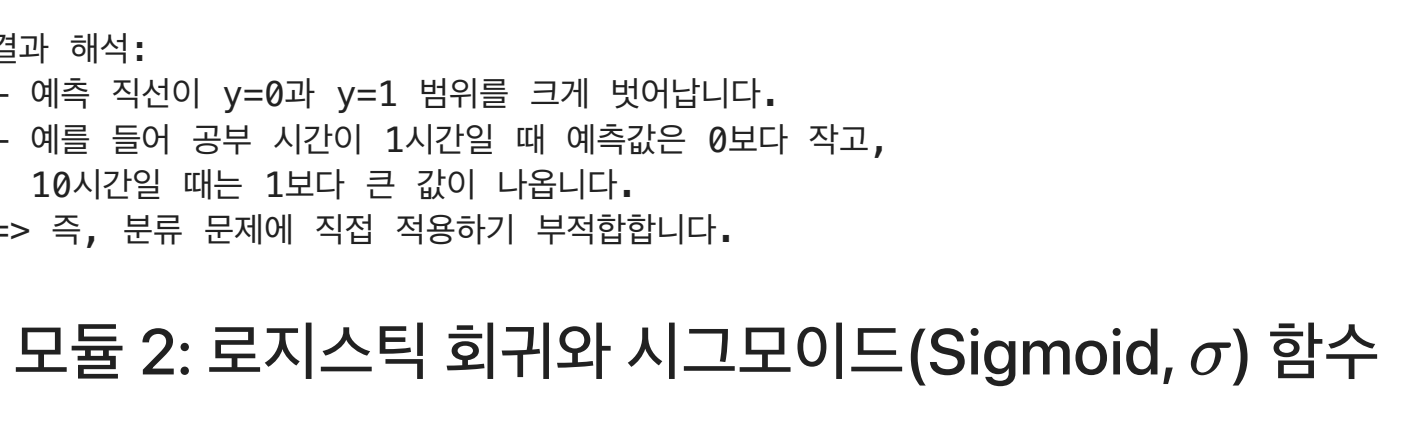 결과 해석:
- 예측 직선이 y=0과 y=1 범위를 크게 벗어납니다.
- 예를 들어 공부 시간이 1시간일 때 예측값은 0보다 작고,
10시간일 때는 1보다 큰 값이 나옵니다.
=> 즉, 분류 문제에 직접 적용하기 부적합합니다.
모듈 2: 로지스틱 회귀와 시그모이드(Sigmoid, σ) 함수